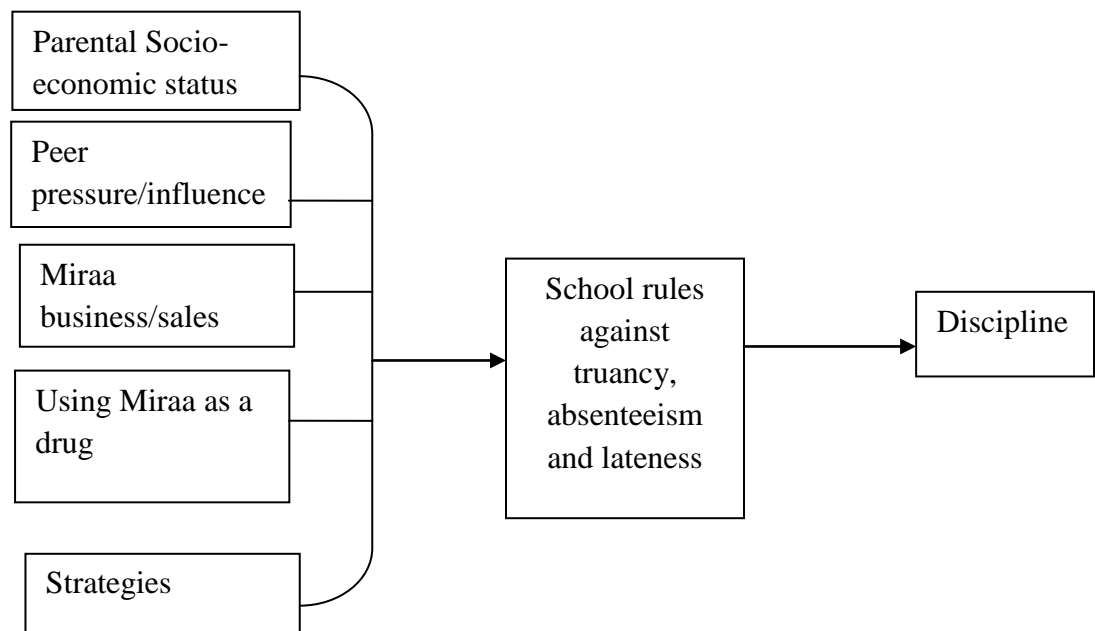 Parental Socio-
economic status
Peer
pressure/influence
Miraa
business/sales
Using Miraa as a
drug
Strategies
School rules
against
truancy,
absenteeism
and lateness
Discipline